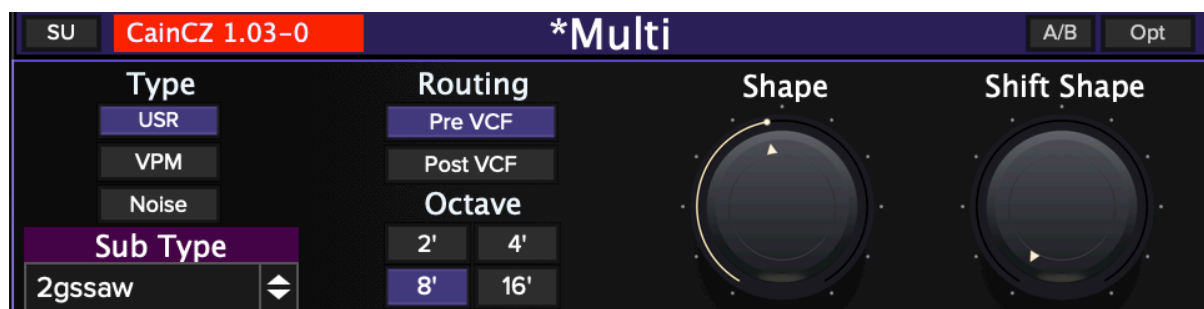 SU CainCZ 1.03-0 *Multi A/B Opt
Type Routing Shape Shift Shape
USR Pre VCF
VPM Post VCF
Noise Octave
Sub Type 2' 4'
2gssaw 8' 16'